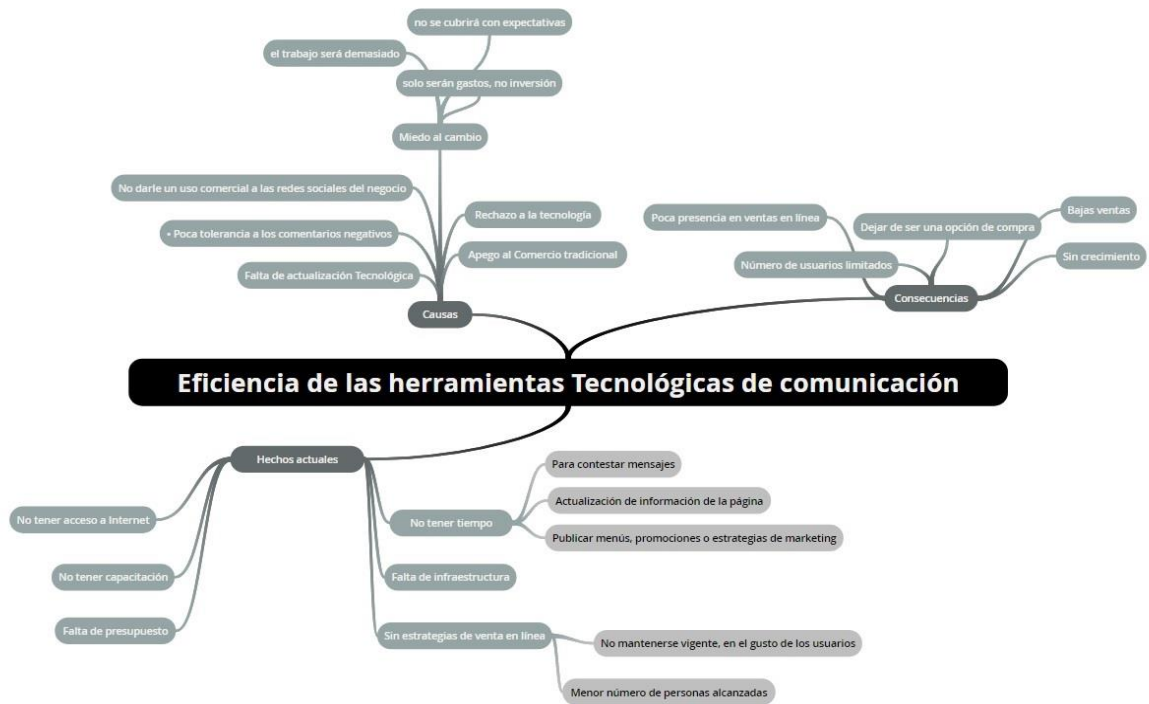 no se cubrirá con expectativas
el trabajo será demasiado
solo serán gastos, no inversión
Miedo al cambio
No darle un uso comercial a las redes sociales del negocio
Rechazo a la tecnología
• Poca tolerancia a los comentarios negativos
Apego al Comercio tradicional
Falta de actualización Tecnológica
Causas
Bajas ventas
Poca presencia en ventas en línea
Dejar de ser una opción de compra
Número de usuarios limitados
Sin crecimiento
Consecuencias
Eficiencia de las herramientas Tecnológicas de comunicación
Hechos actuales
No tener acceso a Internet
No tener capacitación
Falta de presupuesto
No tener tiempo
Para contestar mensajes
Actualización de información de la página
Publicar menús, promociones o estrategias de marketing
Falta de infraestructura
Sin estrategias de venta en línea
No mantenerse vigente, en el gusto de los usuarios
Menor número de personas alcanzadas